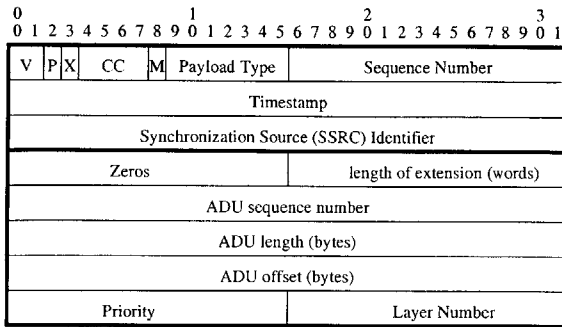 0 1 2 3
0 1 2 3 4 5 6 7 8 9 0 1 2 3 4 5 6 7 8 9 0 1 2 3 4 5 6 7 8 9 0 1
V P X CC M Payload Type Sequence Number
Timestamp
Synchronization Source (SSRC) Identifier
Zeros length of extension (words)
ADU sequence number
ADU length (bytes)
ADU offset (bytes)
Priority Layer Number